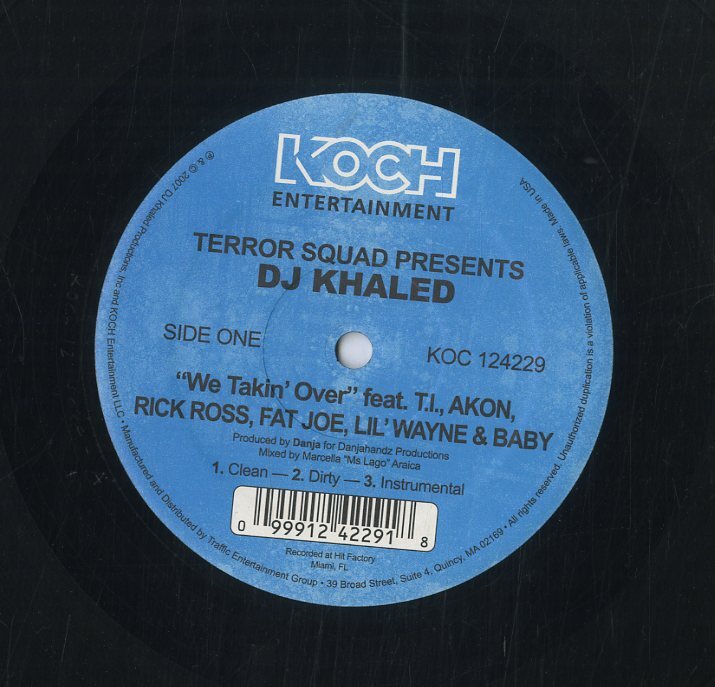 KOCH
ENTERTAINMENT
TERROR SQUAD PRESENTS
DJ KHALED
SIDE ONE
KOC 124229
“We Takin’ Over” feat. T.I., AKON,
RICK ROSS, FAT JOE, LIL’ WAYNE & BABY
Produced by Danja for Danjahandz Productions
Mixed by Marcella "Ms Lago" Araica
1. Clean — 2. Dirty — 3. Instrumental
0 99912 42291 8
Recorded at Hit Factory
Miami, FL
℗ & © 2007 DJ Khaled Productions, Inc and KOCH Entertainment LLC • Manufactured and Distributed by Traffic Entertainment Group • 39 Broad Street, Suite 4, Quincy, MA 02169 • All rights reserved. Unauthorized duplication is a violation of applicable laws. Made in USA